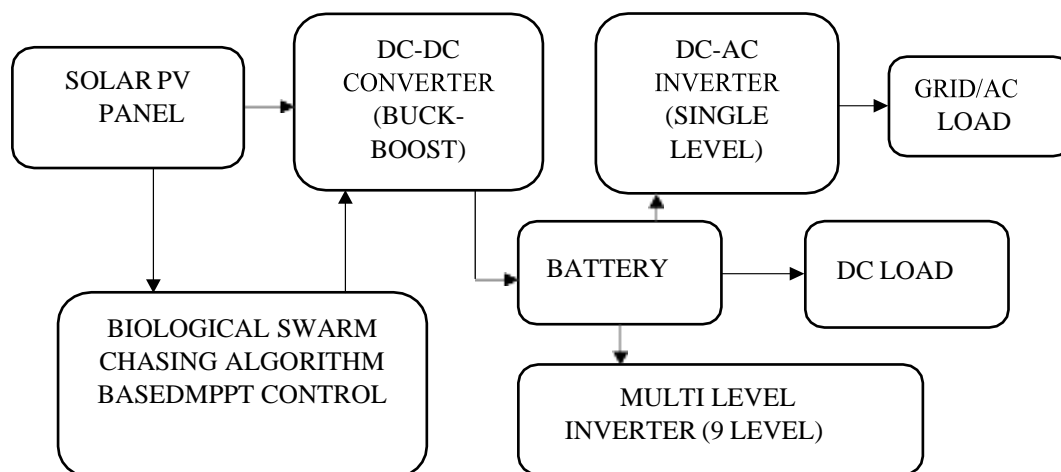 SOLAR PV
PANEL
DC-DC
CONVERTER
(BUCK-
BOOST)
DC-AC
INVERTER
(SINGLE
LEVEL)
GRID/AC
LOAD
BATTERY
DC LOAD
BIOLOGICAL SWARM
CHASING ALGORITHM
BASEDMPPT CONTROL
MULTI LEVEL
INVERTER (9 LEVEL)